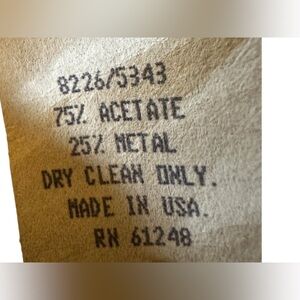 8226/5343
75% ACETATE
25% METAL
DRY CLEAN ONLY.
MADE IN USA.
RN 61248